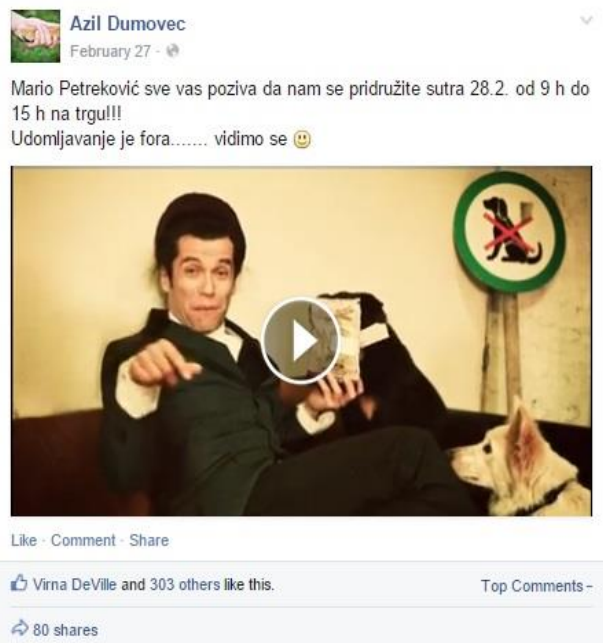 Azil Dumovec
February 27 ·
Mario Petreković sve vas poziva da nam se pridružite sutra 28.2. od 9 h do
15 h na trgu!!!
Udomljavanje je fora....... vidimo se
Like · Comment · Share
Virna DeVille and 303 others like this.
Top Comments
80 shares